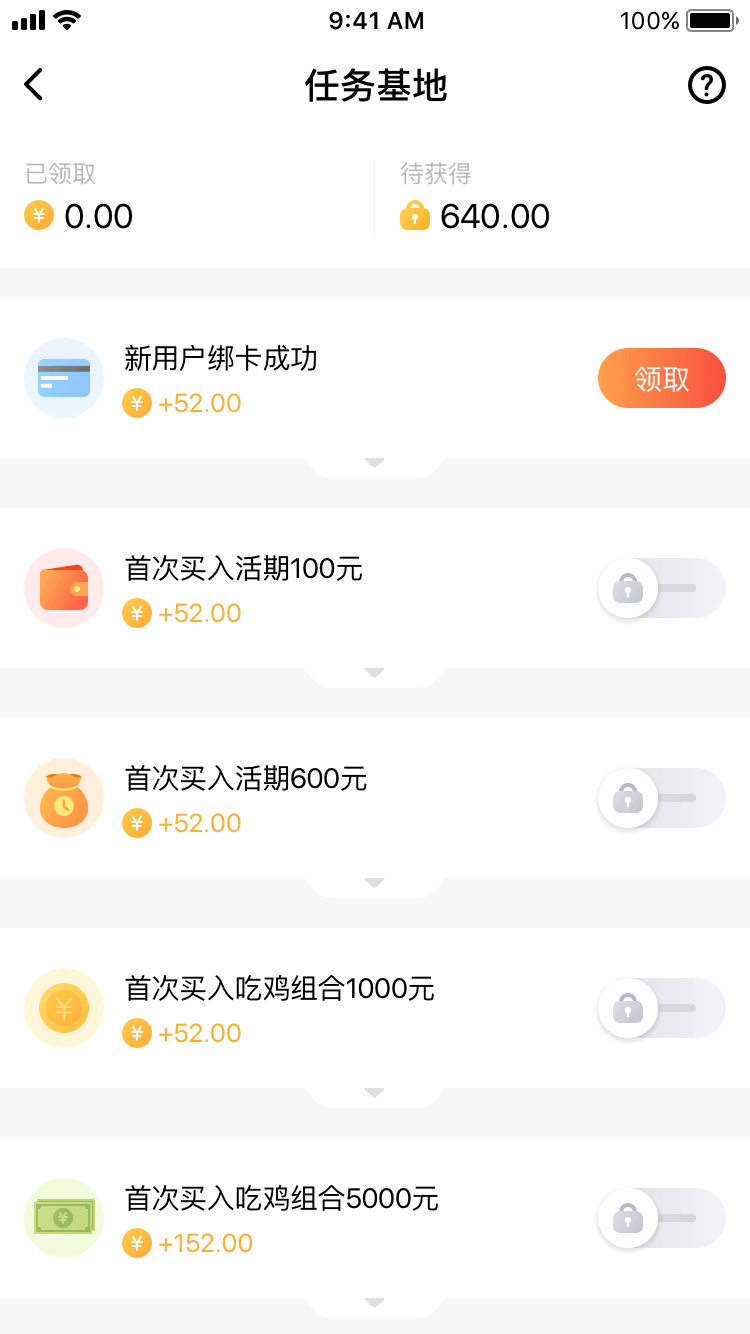 9:41 AM
100%
任务基地
已领取
待获得
¥ 0.00
640.00
新用户绑卡成功
¥ +52.00
领取
首次买入活期100元
¥ +52.00
首次买入活期600元
¥ +52.00
首次买入吃鸡组合1000元
¥ +52.00
首次买入吃鸡组合5000元
¥ +152.00